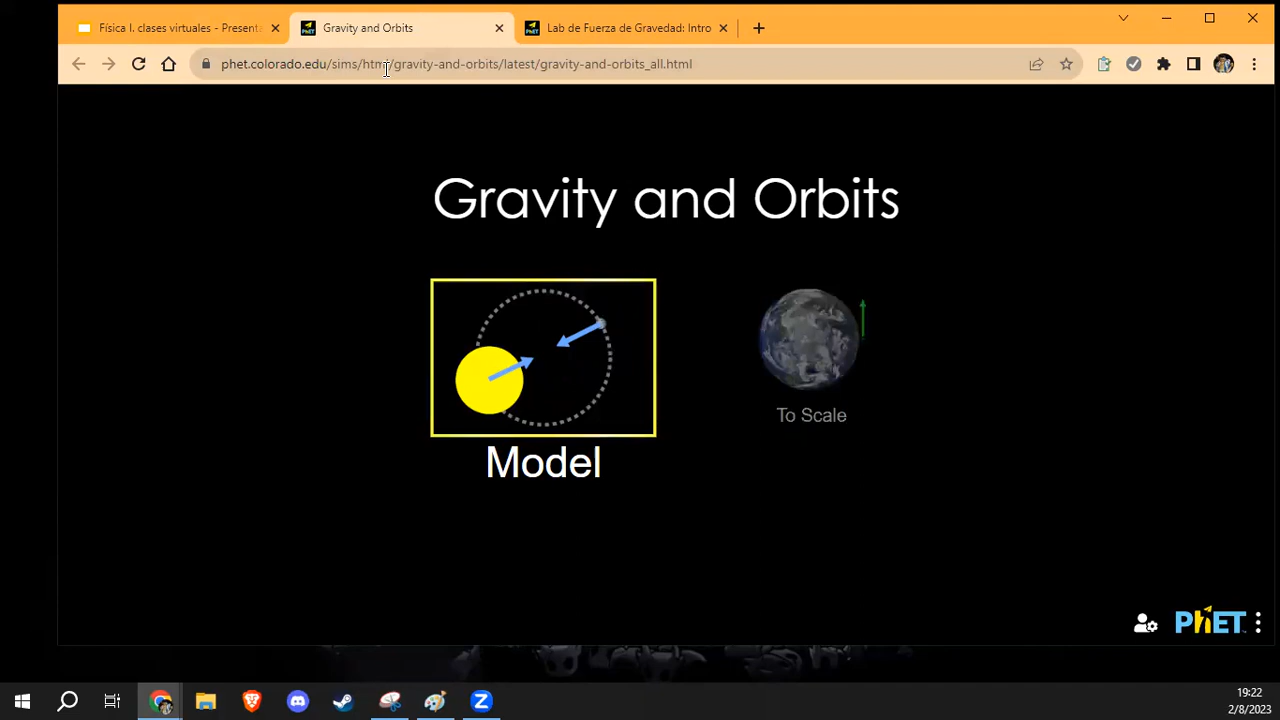 Física I. clases virtuales - Present
Gravity and Orbits
Lab de Fuerza de Gravedad: Intro
phet.colorado.edu/sims/html/gravity-and-orbits/latest/gravity-and-orbits_all.html
Gravity and Orbits
Model
To Scale
PhET
19:22
2/8/2023